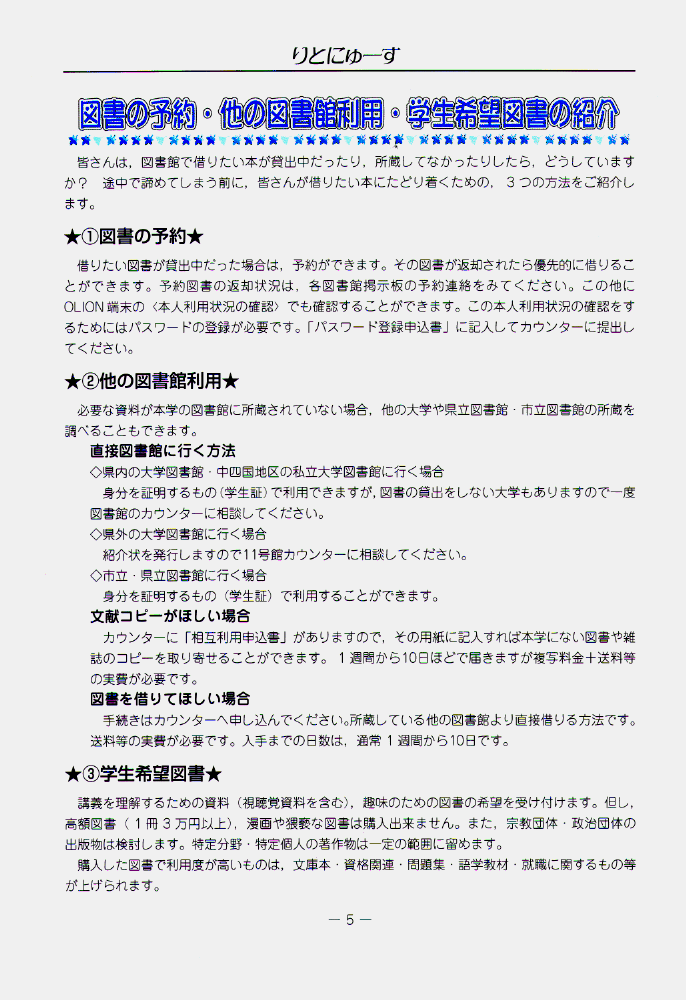 りとにゅーす
図書の予約・他の図書館利用・学生希望図書の紹介
皆さんは，図書館で借りたい本が貸出中だったり，所蔵してなかったりしたら，どうしています
か？　途中で諦めてしまう前に，皆さんが借りたい本にたどり着くための，３つの方法をご紹介し
ます。
★①図書の予約★
借りたい図書が貸出中だった場合は，予約ができます。その図書が返却されたら優先的に借りるこ
とができます。予約図書の返却状況は，各図書館掲示板の予約連絡をみてください。この他に
OLION端末の〈本人利用状況の確認〉でも確認することができます。この本人利用状況の確認をす
るためにはパスワードの登録が必要です。「パスワード登録申込書」に記入してカウンターに提出し
てください。
★②他の図書館利用★
必要な資料が本学の図書館に所蔵されていない場合，他の大学や県立図書館・市立図書館の所蔵を
調べることもできます。
直接図書館に行く方法
◇県内の大学図書館・中四国地区の私立大学図書館に行く場合
身分を証明するもの（学生証）で利用できますが，図書の貸出をしない大学もありますので一度
図書館のカウンターに相談してください。
◇県外の大学図書館に行く場合
紹介状を発行しますので11号館カウンターに相談してください。
◇市立・県立図書館に行く場合
身分を証明するもの（学生証）で利用することができます。
文献コピーがほしい場合
カウンターに「相互利用申込書」がありますので，その用紙に記入すれば本学にない図書や雑
誌のコピーを取り寄せることができます。１週間から10日ほどで届きますが複写料金＋送料等
の実費が必要です。
図書を借りてほしい場合
手続きはカウンターへ申し込んでください。所蔵している他の図書館より直接借りる方法です。
送料等の実費が必要です。入手までの日数は，通常１週間から10日です。
★③学生希望図書★
講義を理解するための資料（視聴覚資料を含む），趣味のための図書の希望を受け付けます。但し，
高額図書（１冊３万円以上），漫画や猥褻な図書は購入出来ません。また，宗教団体・政治団体の
出版物は検討します。特定分野・特定個人の著作物は一定の範囲に留めます。
購入した図書で利用度が高いものは，文庫本・資格関連・問題集・語学教材・就職に関するもの等
が上げられます。
― 5 ―